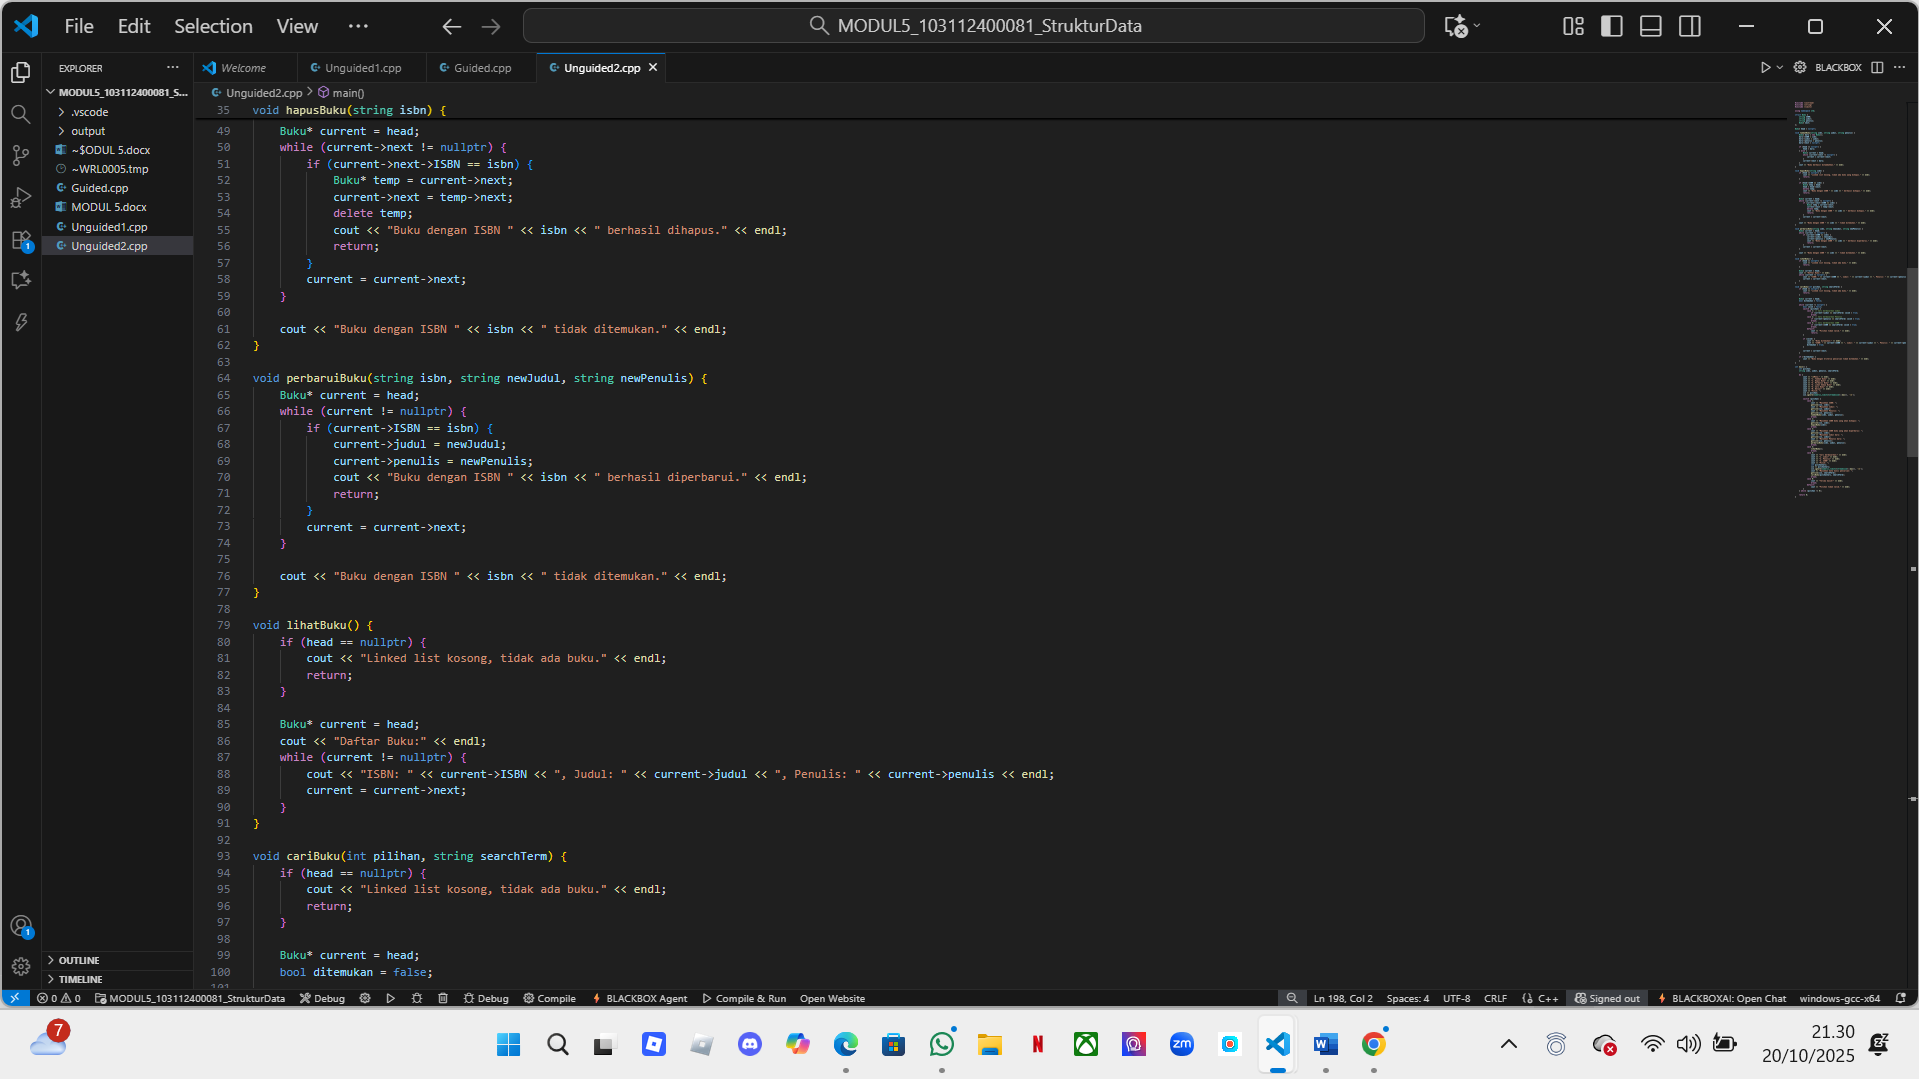 File Edit Selection View ···
MODUL5_103112400081_StrukturData
EXPLORER
Welcome
Unguided1.cpp
Guided.cpp
Unguided2.cpp
BLACKBOX
MODUL5_103112400081_S...
.vscode
output
~$ODUL 5.docx
~WRL0005.tmp
Guided.cpp
MODUL 5.docx
Unguided1.cpp
Unguided2.cpp
OUTLINE
TIMELINE
Unguided2.cpp > main()
35 void hapusBuku(string isbn) {
49 Buku* current = head;
50 while (current->next != nullptr) {
51 if (current->next->ISBN == isbn) {
52 Buku* temp = current->next;
53 current->next = temp->next;
54 delete temp;
55 cout << "Buku dengan ISBN " << isbn << " berhasil dihapus." << endl;
56 return;
57 }
58 current = current->next;
59 }
60
61 cout << "Buku dengan ISBN " << isbn << " tidak ditemukan." << endl;
62 }
63
64 void perbaruiBuku(string isbn, string newJudul, string newPenulis) {
65 Buku* current = head;
66 while (current != nullptr) {
67 if (current->ISBN == isbn) {
68 current->judul = newJudul;
69 current->penulis = newPenulis;
70 cout << "Buku dengan ISBN " << isbn << " berhasil diperbarui." << endl;
71 return;
72 }
73 current = current->next;
74 }
75
76 cout << "Buku dengan ISBN " << isbn << " tidak ditemukan." << endl;
77 }
78
79 void lihatBuku() {
80 if (head == nullptr) {
81 cout << "Linked list kosong, tidak ada buku." << endl;
82 return;
83 }
84
85 Buku* current = head;
86 cout << "Daftar Buku:" << endl;
87 while (current != nullptr) {
88 cout << "ISBN: " << current->ISBN << ", Judul: " << current->judul << ", Penulis: " << current->penulis << endl;
89 current = current->next;
90 }
91 }
92
93 void cariBuku(int pilihan, string searchTerm) {
94 if (head == nullptr) {
95 cout << "Linked list kosong, tidak ada buku." << endl;
96 return;
97 }
98
99 Buku* current = head;
100 bool ditemukan = false;
0 0 MODUL5_103112400081_StrukturData Debug Debug Compile BLACKBOX Agent Compile & Run Open Website
Ln 198, Col 2 Spaces: 4 UTF-8 CRLF {} C++ Signed out BLACKBOXAI: Open Chat windows-gcc-x64
7
zm
21.30
20/10/2025